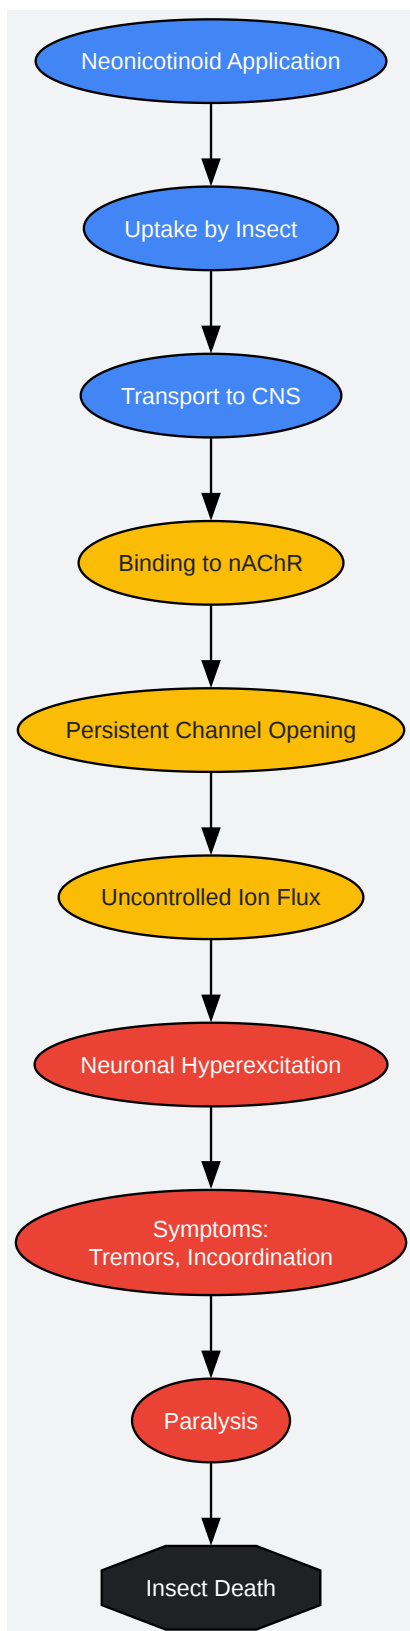 Neonicotinoid Application
Uptake by Insect
Transport to CNS
Binding to nAChR
Persistent Channel Opening
Uncontrolled Ion Flux
Neuronal Hyperexcitation
Symptoms:
Tremors, Incoordination
Paralysis
Insect Death